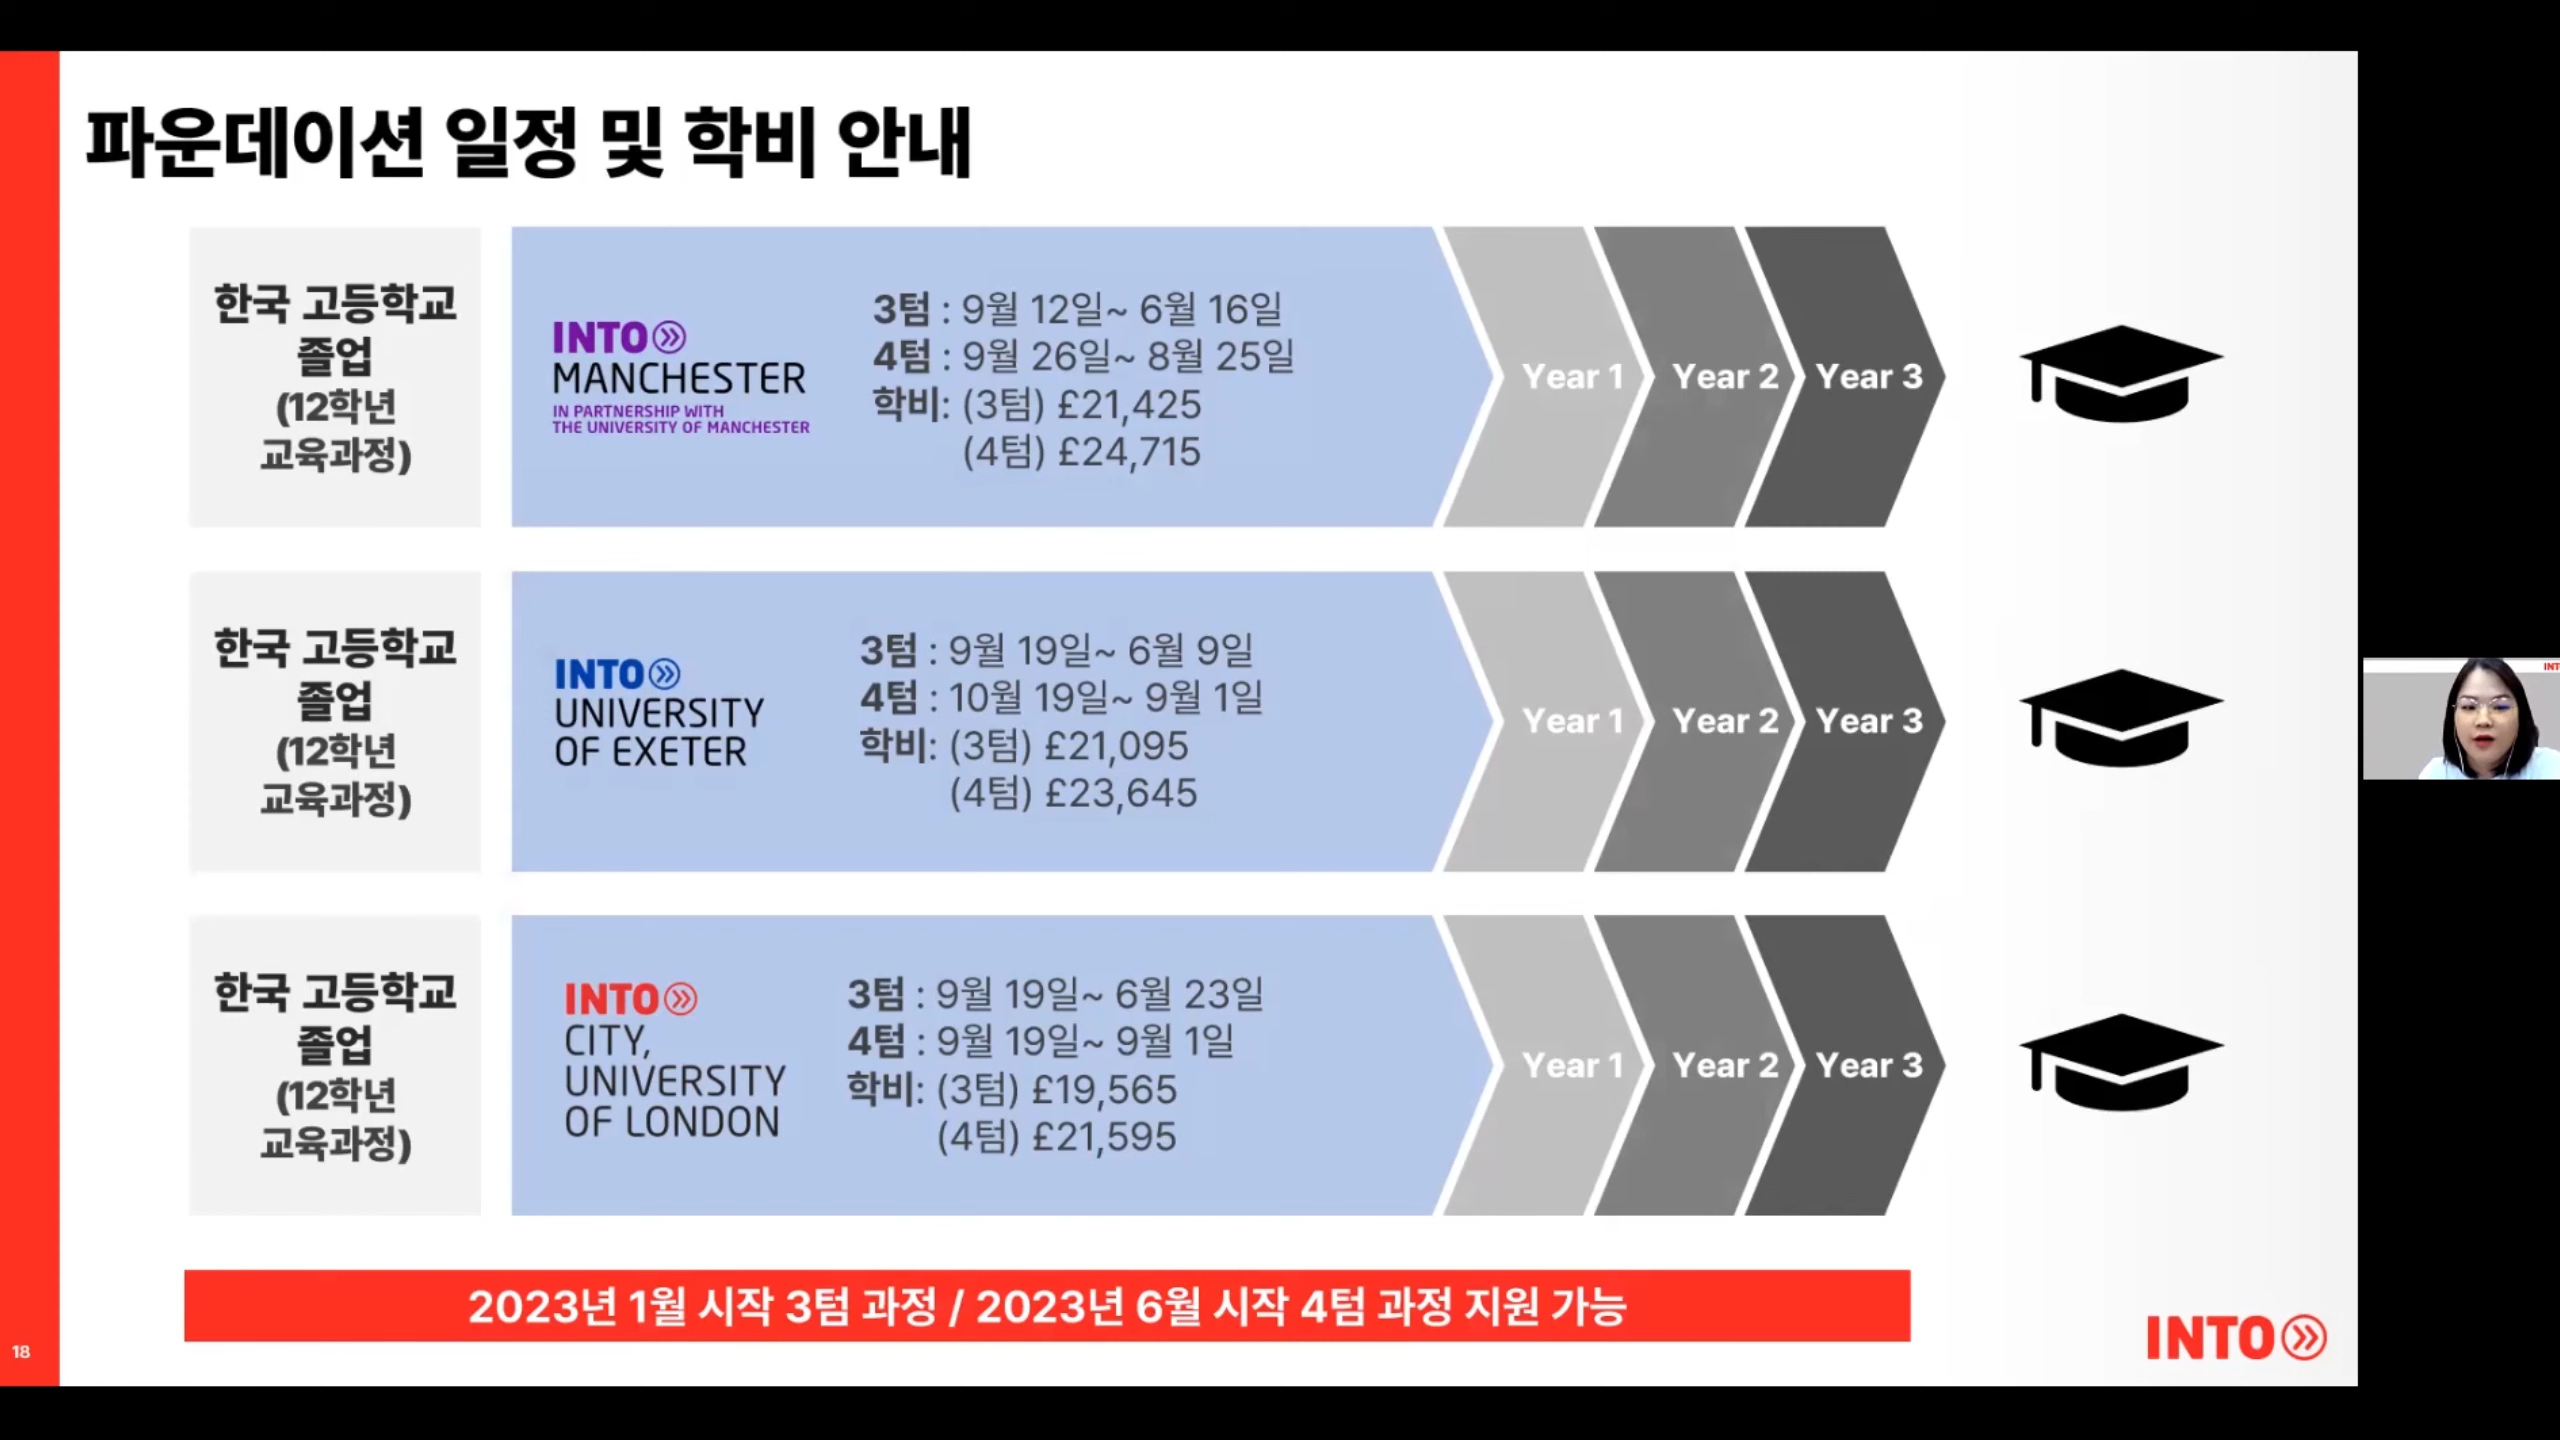 파운데이션 일정 및 학비 안내
한국 고등학교
졸업
(12학년
교육과정)
INTO
MANCHESTER
IN PARTNERSHIP WITH
THE UNIVERSITY OF MANCHESTER
3텀 : 9월 12일~ 6월 16일
4텀 : 9월 26일~ 8월 25일
학비: (3텀) £21,425
(4텀) £24,715
Year 1
Year 2
Year 3
한국 고등학교
졸업
(12학년
교육과정)
INTO
UNIVERSITY
OF EXETER
3텀 : 9월 19일~ 6월 9일
4텀 : 10월 19일~ 9월 1일
학비: (3텀) £21,095
(4텀) £23,645
Year 1
Year 2
Year 3
한국 고등학교
졸업
(12학년
교육과정)
INTO
CITY,
UNIVERSITY
OF LONDON
3텀 : 9월 19일~ 6월 23일
4텀 : 9월 19일~ 9월 1일
학비: (3텀) £19,565
(4텀) £21,595
Year 1
Year 2
Year 3
2023년 1월 시작 3텀 과정 / 2023년 6월 시작 4텀 과정 지원 가능
18
INTO
INT